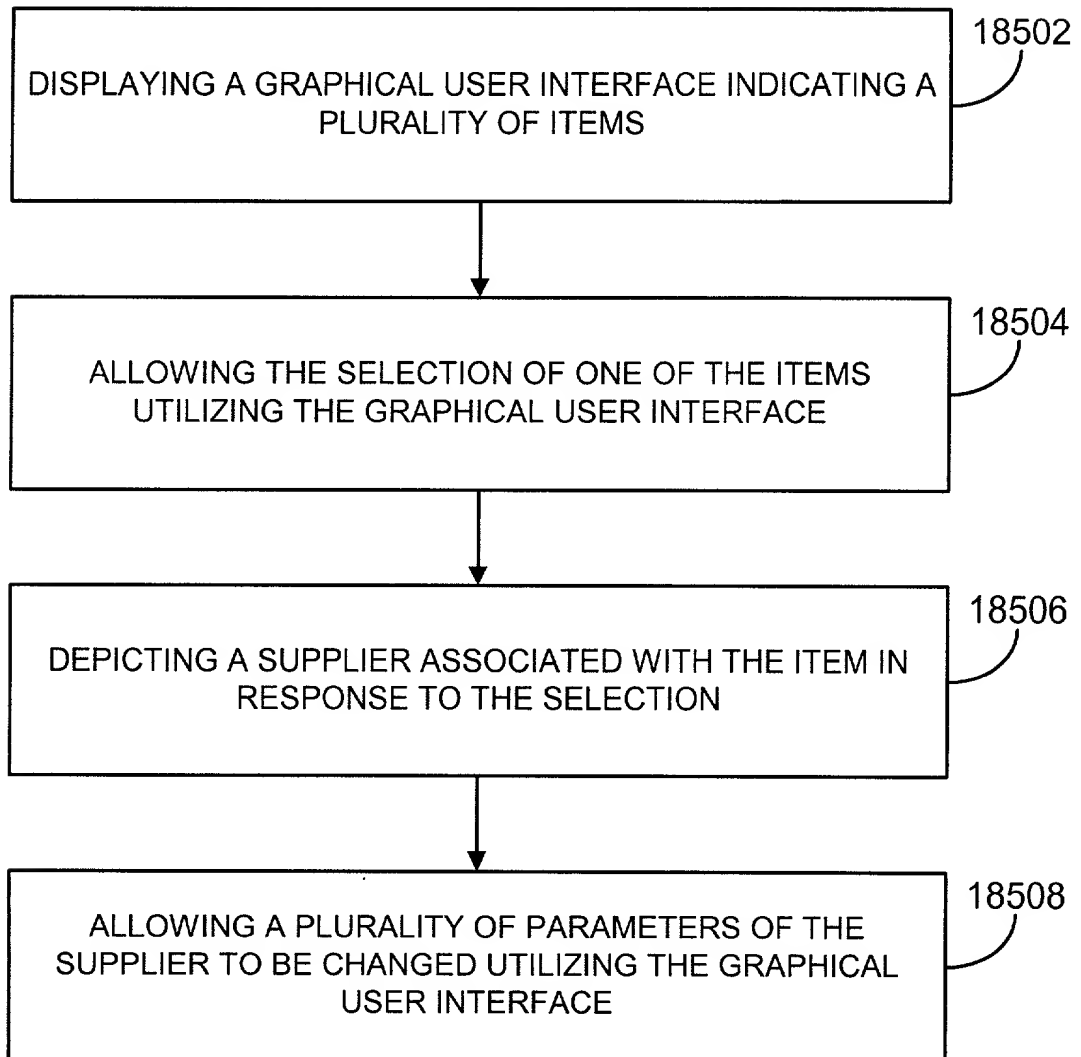 18502
DISPLAYING A GRAPHICAL USER INTERFACE INDICATING A
PLURALITY OF ITEMS
18504
ALLOWING THE SELECTION OF ONE OF THE ITEMS
UTILIZING THE GRAPHICAL USER INTERFACE
18506
DEPICTING A SUPPLIER ASSOCIATED WITH THE ITEM IN
RESPONSE TO THE SELECTION
18508
ALLOWING A PLURALITY OF PARAMETERS OF THE
SUPPLIER TO BE CHANGED UTILIZING THE GRAPHICAL
USER INTERFACE